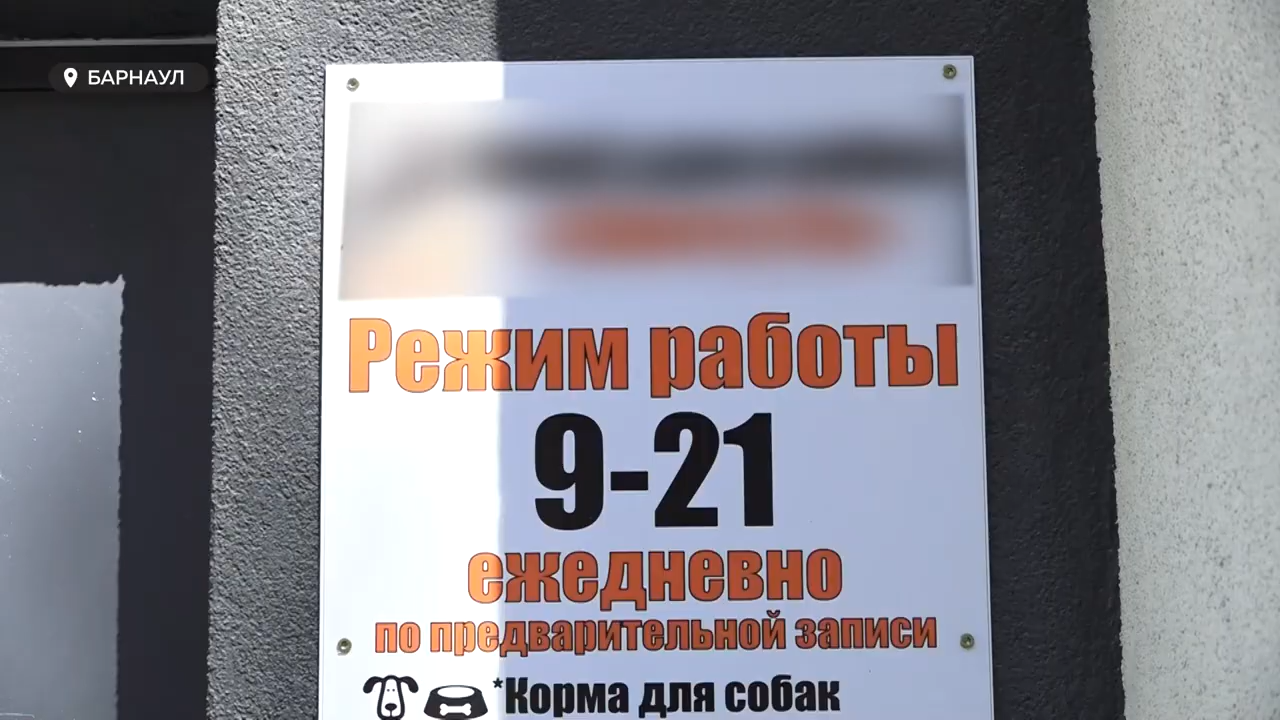 БАРНАУЛ
Режим работы
9-21
ежедневно
по предварительной записи
*Корма для собак